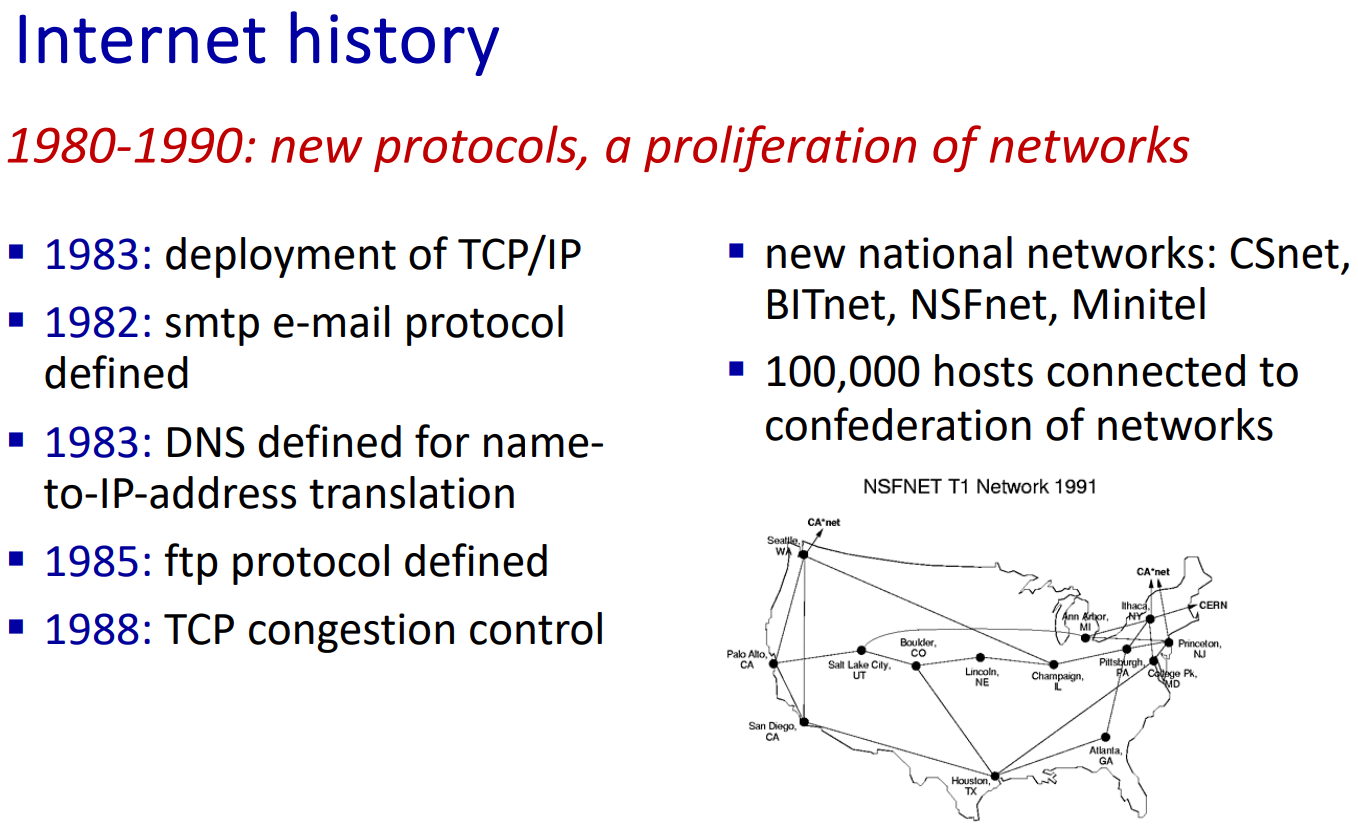 Internet history
1980-1990: new protocols, a proliferation of networks
▪ 1983: deployment of TCP/IP
▪ 1982: smtp e-mail protocol
defined
▪ 1983: DNS defined for name-
to-IP-address translation
▪ 1985: ftp protocol defined
▪ 1988: TCP congestion control
▪ new national networks: CSnet,
BITnet, NSFnet, Minitel
▪ 100,000 hosts connected to
confederation of networks
NSFNET T1 Network 1991
CA*net
Seattle,
WA
CA*net
Ithaca,
NY
CERN
Ann Arbor,
MI
Princeton,
NJ
Boulder,
CO
Palo Alto,
CA
Salt Lake City,
UT
Lincoln,
NE
Champaign,
IL
Pittsburgh,
PA
College Pk,
MD
San Diego,
CA
Atlanta,
GA
Houston,
TX